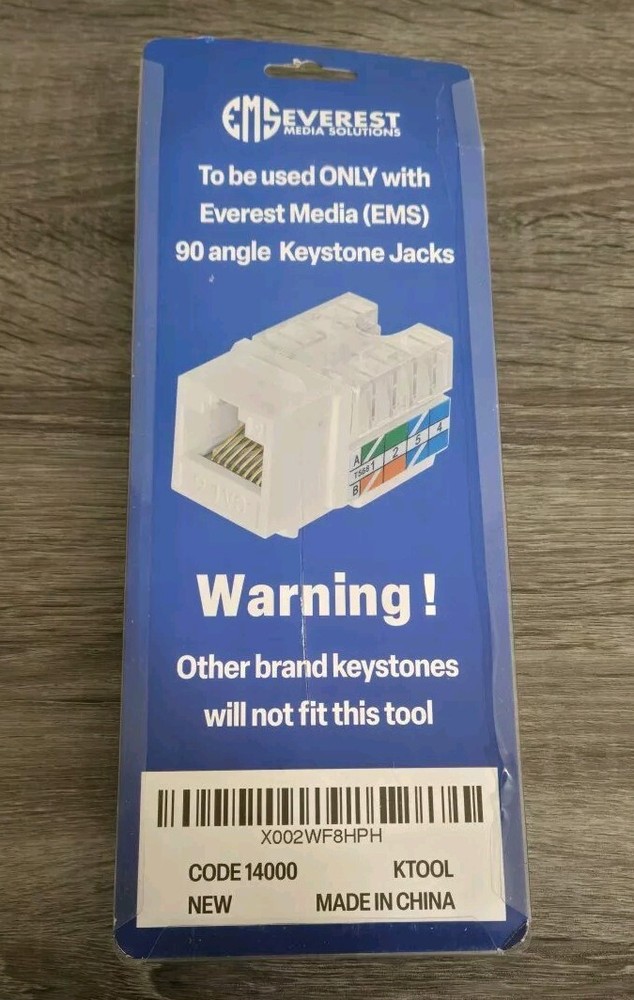 EMS EVEREST
MEDIA SOLUTIONS
To be used ONLY with
Everest Media (EMS)
90 angle Keystone Jacks
A
T568 1 2 5 4
B
Warning !
Other brand keystones
will not fit this tool
X002WF8HPH
CODE 14000 KTOOL
NEW MADE IN CHINA